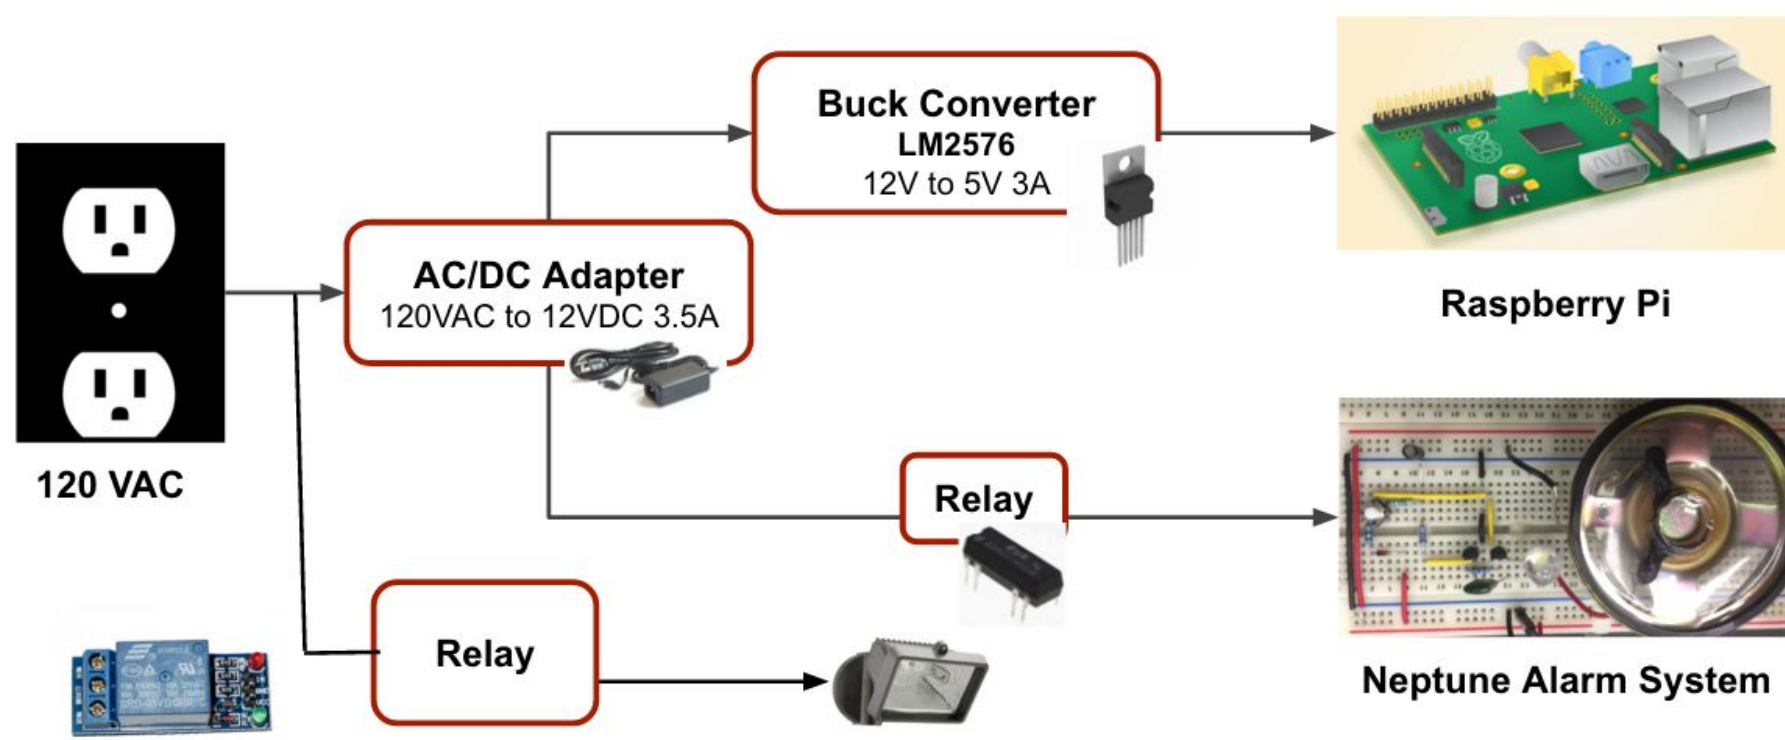 Buck Converter
LM2576
12V to 5V 3A
AC/DC Adapter
120VAC to 12VDC 3.5A
Raspberry Pi
120 VAC
Relay
Relay
Neptune Alarm System